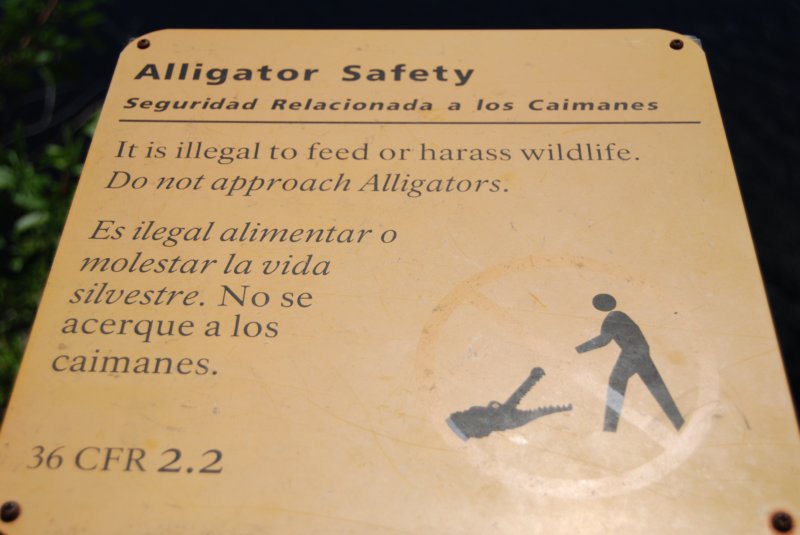 Alligator Safety
Seguridad Relacionada a los Caimanes
It is illegal to feed or harass wildlife.
Do not approach Alligators.
Es ilegal alimentar o
molestar la vida
silvestre. No se
acerque a los
caimanes.
36 CFR 2.2